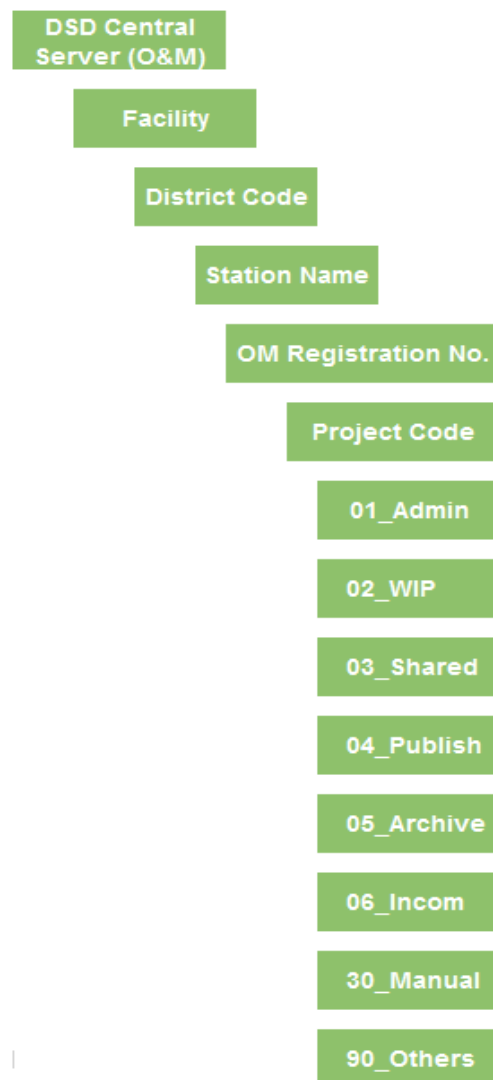 DSD Central
Server (O&M)
Facility
District Code
Station Name
OM Registration No.
Project Code
01_Admin
02_WIP
03_Shared
04_Publish
05_Archive
06_Incom
30_Manual
90_Others